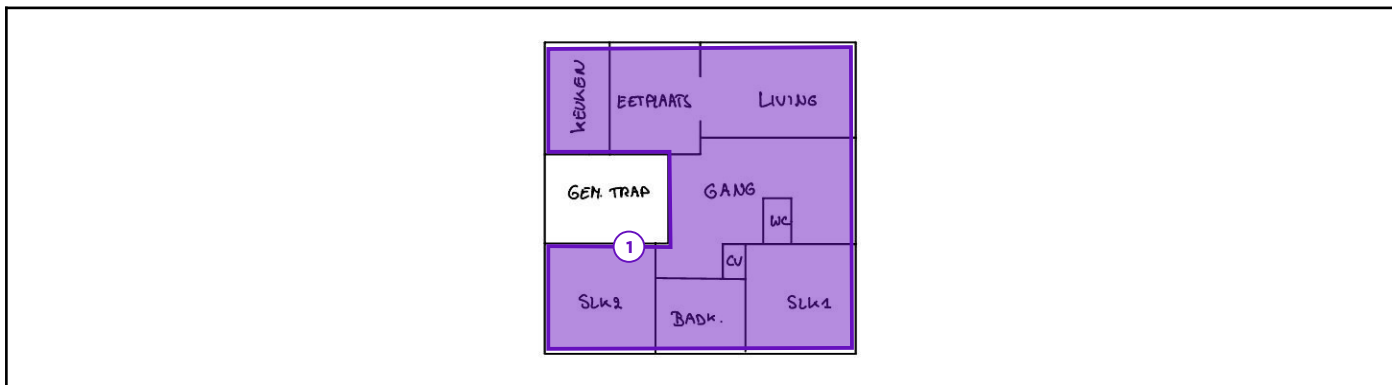 KEUKEN
EETPLAATS
LIVING
GEM. TRAP
GANG
WC
1
CV
SLK2
BADK.
SLK1